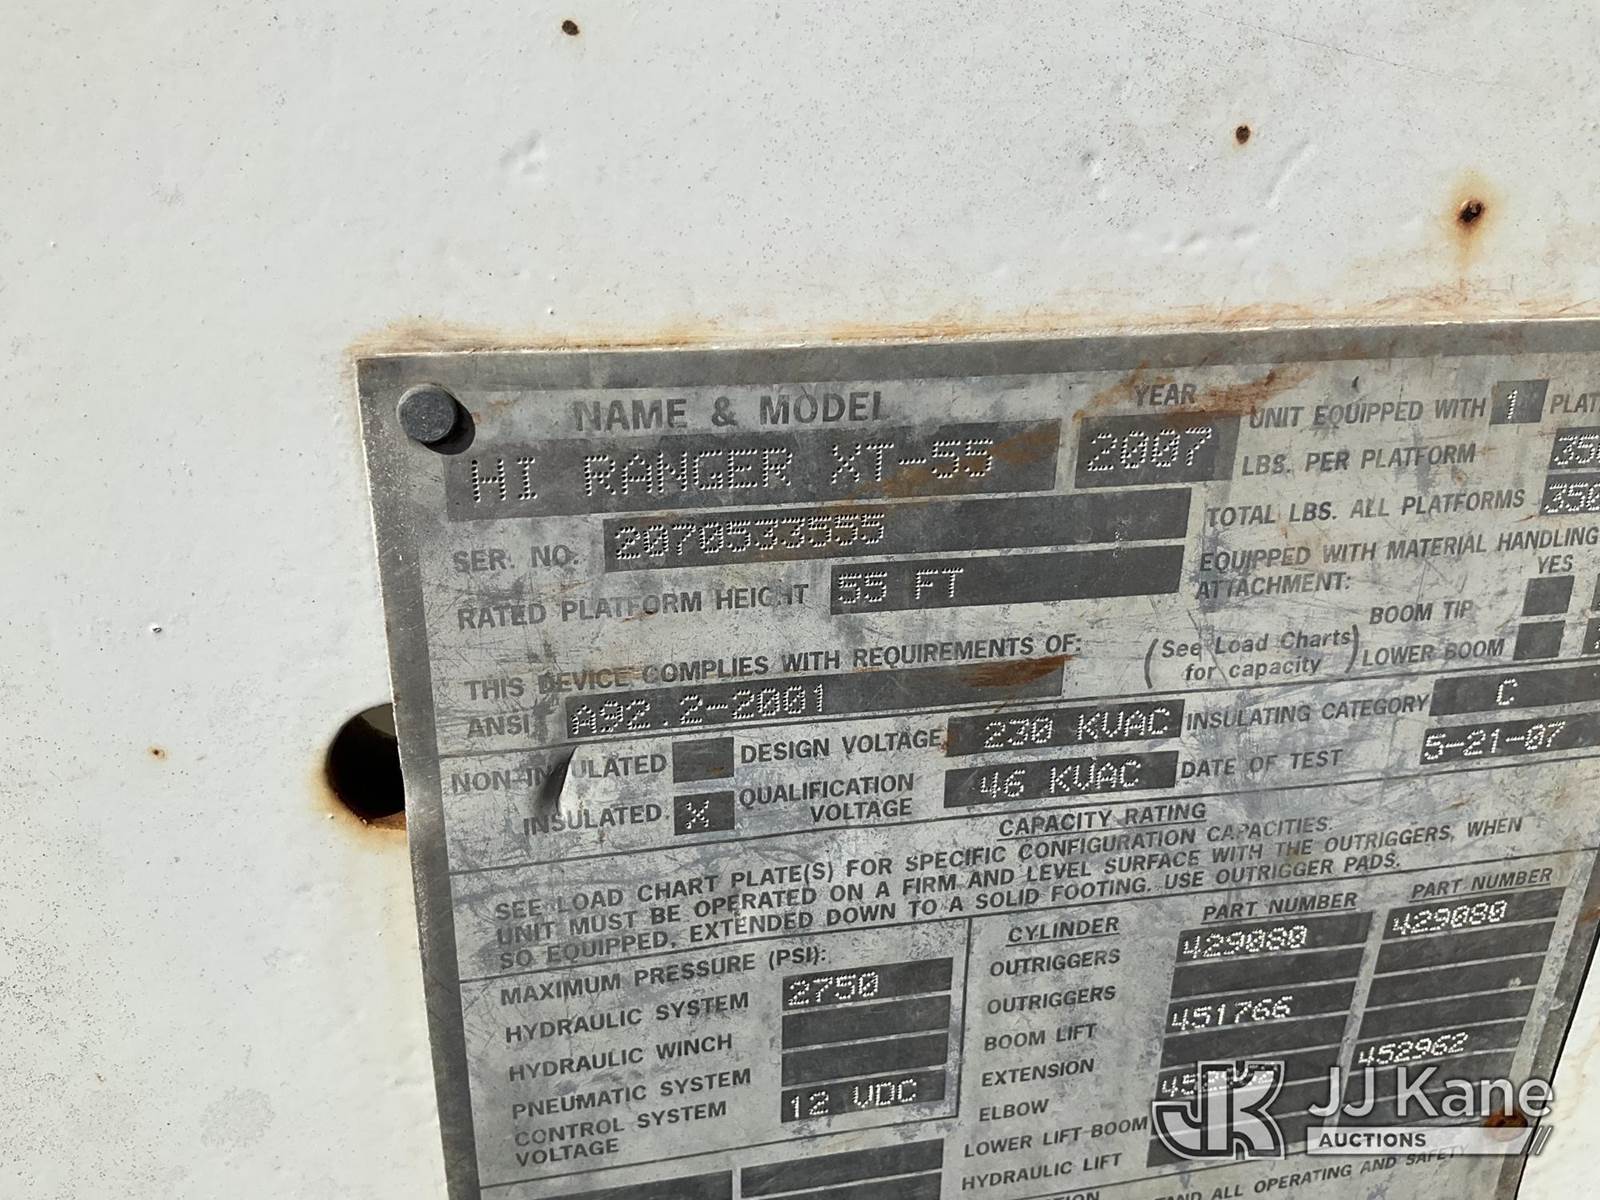 NAME & MODEL
YEAR
UNIT EQUIPPED WITH 1
HI RANGER XT-55
2007
LBS. PER PLATFORM
SER. NO. 2070533555
TOTAL LBS. ALL PLATFORMS
RATED PLATFORM HEIGHT 55 FT
EQUIPPED WITH MATERIAL HANDLING
ATTACHMENT:
YES
BOOM TIP
THIS DEVICE COMPLIES WITH REQUIREMENTS OF:
(See Load Charts
for capacity)
LOWER BOOM
ANSI A92.2-2001
NON-INSULATED
DESIGN VOLTAGE 230 KVAC
INSULATING CATEGORY C
INSULATED X
QUALIFICATION
VOLTAGE
46 KVAC
DATE OF TEST 5-21-07
CAPACITY RATING
SEE LOAD CHART PLATE(S) FOR SPECIFIC CONFIGURATION CAPACITIES.
UNIT MUST BE OPERATED ON A FIRM AND LEVEL SURFACE WITH THE OUTRIGGERS, WHEN
SO EQUIPPED, EXTENDED DOWN TO A SOLID FOOTING. USE OUTRIGGER PADS.
MAXIMUM PRESSURE (PSI):
HYDRAULIC SYSTEM 2750
HYDRAULIC WINCH
PNEUMATIC SYSTEM
CONTROL SYSTEM
VOLTAGE
12 VDC
CYLINDER PART NUMBER PART NUMBER
OUTRIGGERS 429080 429080
OUTRIGGERS
BOOM LIFT 451766
EXTENSION
ELBOW 452962
LOWER LIFT-BOOM
HYDRAULIC LIFT
AND ALL OPERATING AND SAFETY
JK
JJ Kane
AUCTIONS